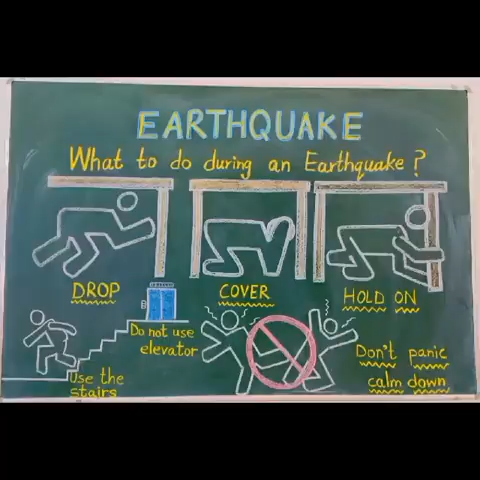 EARTHQUAKE
What to do during an Earthquake?
DROP
COVER
HOLD ON
Do not use
elevator
Use the
stairs
Don't panic
calm down